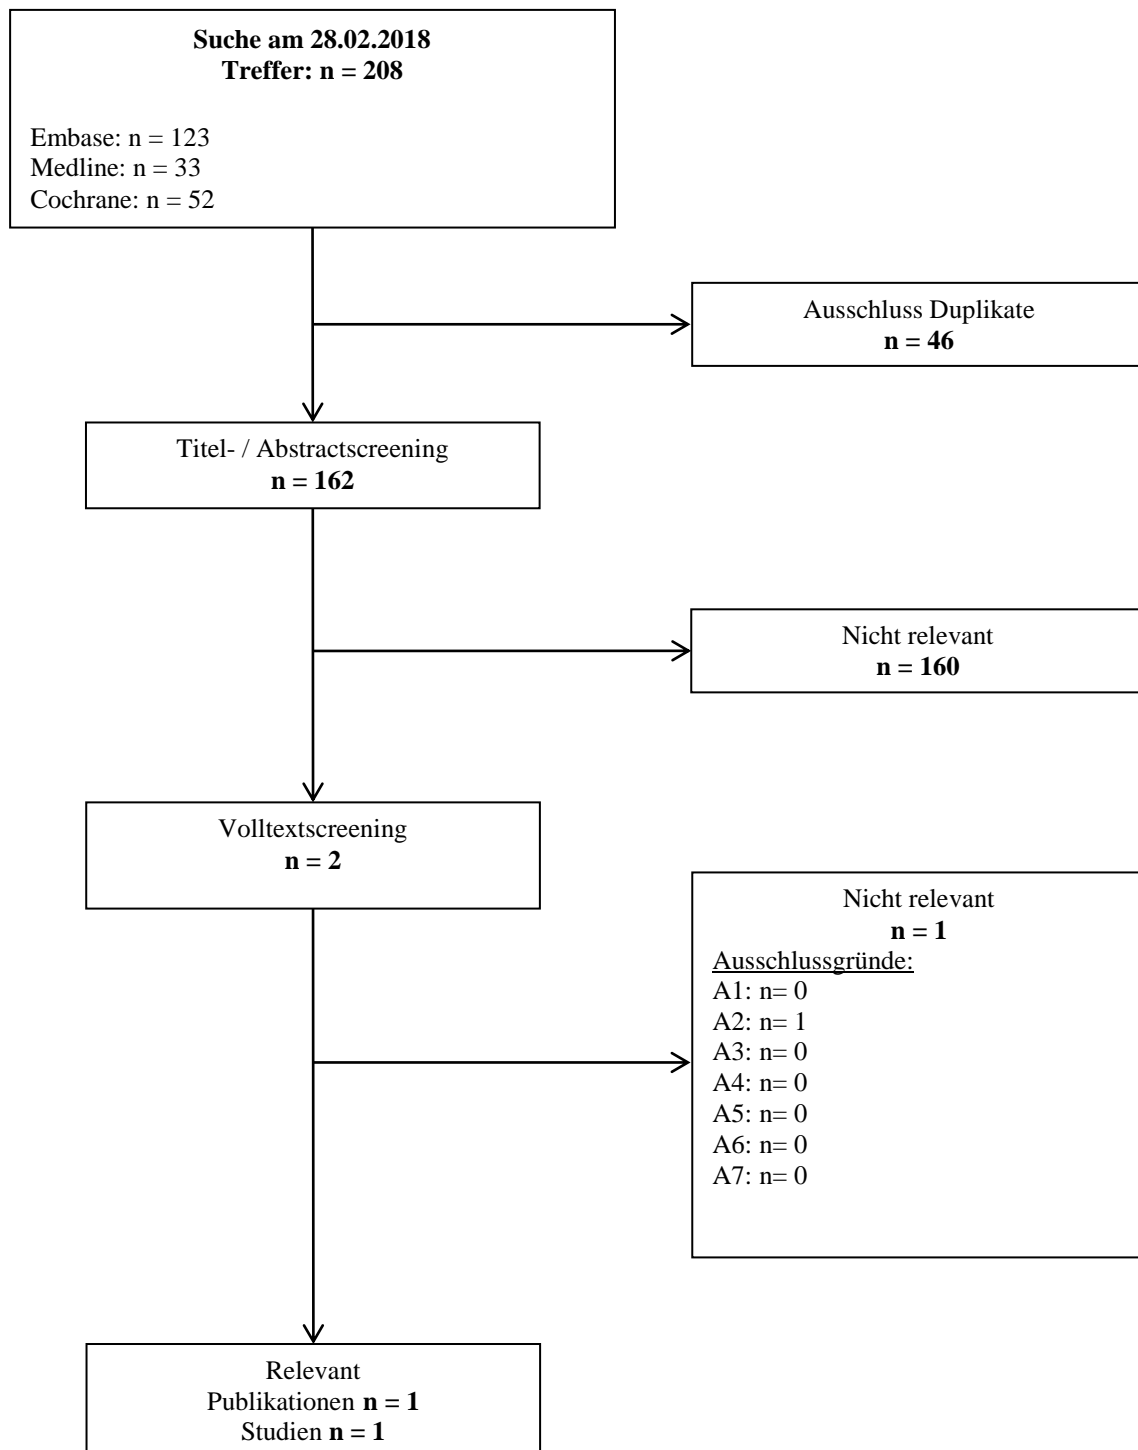 Suche am 28.02.2018
Treffer: n = 208
Embase: n = 123
Medline: n = 33
Cochrane: n = 52
Ausschluss Duplikate
n = 46
Titel- / Abstractscreening
n = 162
Nicht relevant
n = 160
Volltextscreening
n = 2
Nicht relevant
n = 1
Ausschlussgründe:
A1: n= 0
A2: n= 1
A3: n= 0
A4: n= 0
A5: n= 0
A6: n= 0
A7: n= 0
Relevant
Publikationen n = 1
Studien n = 1